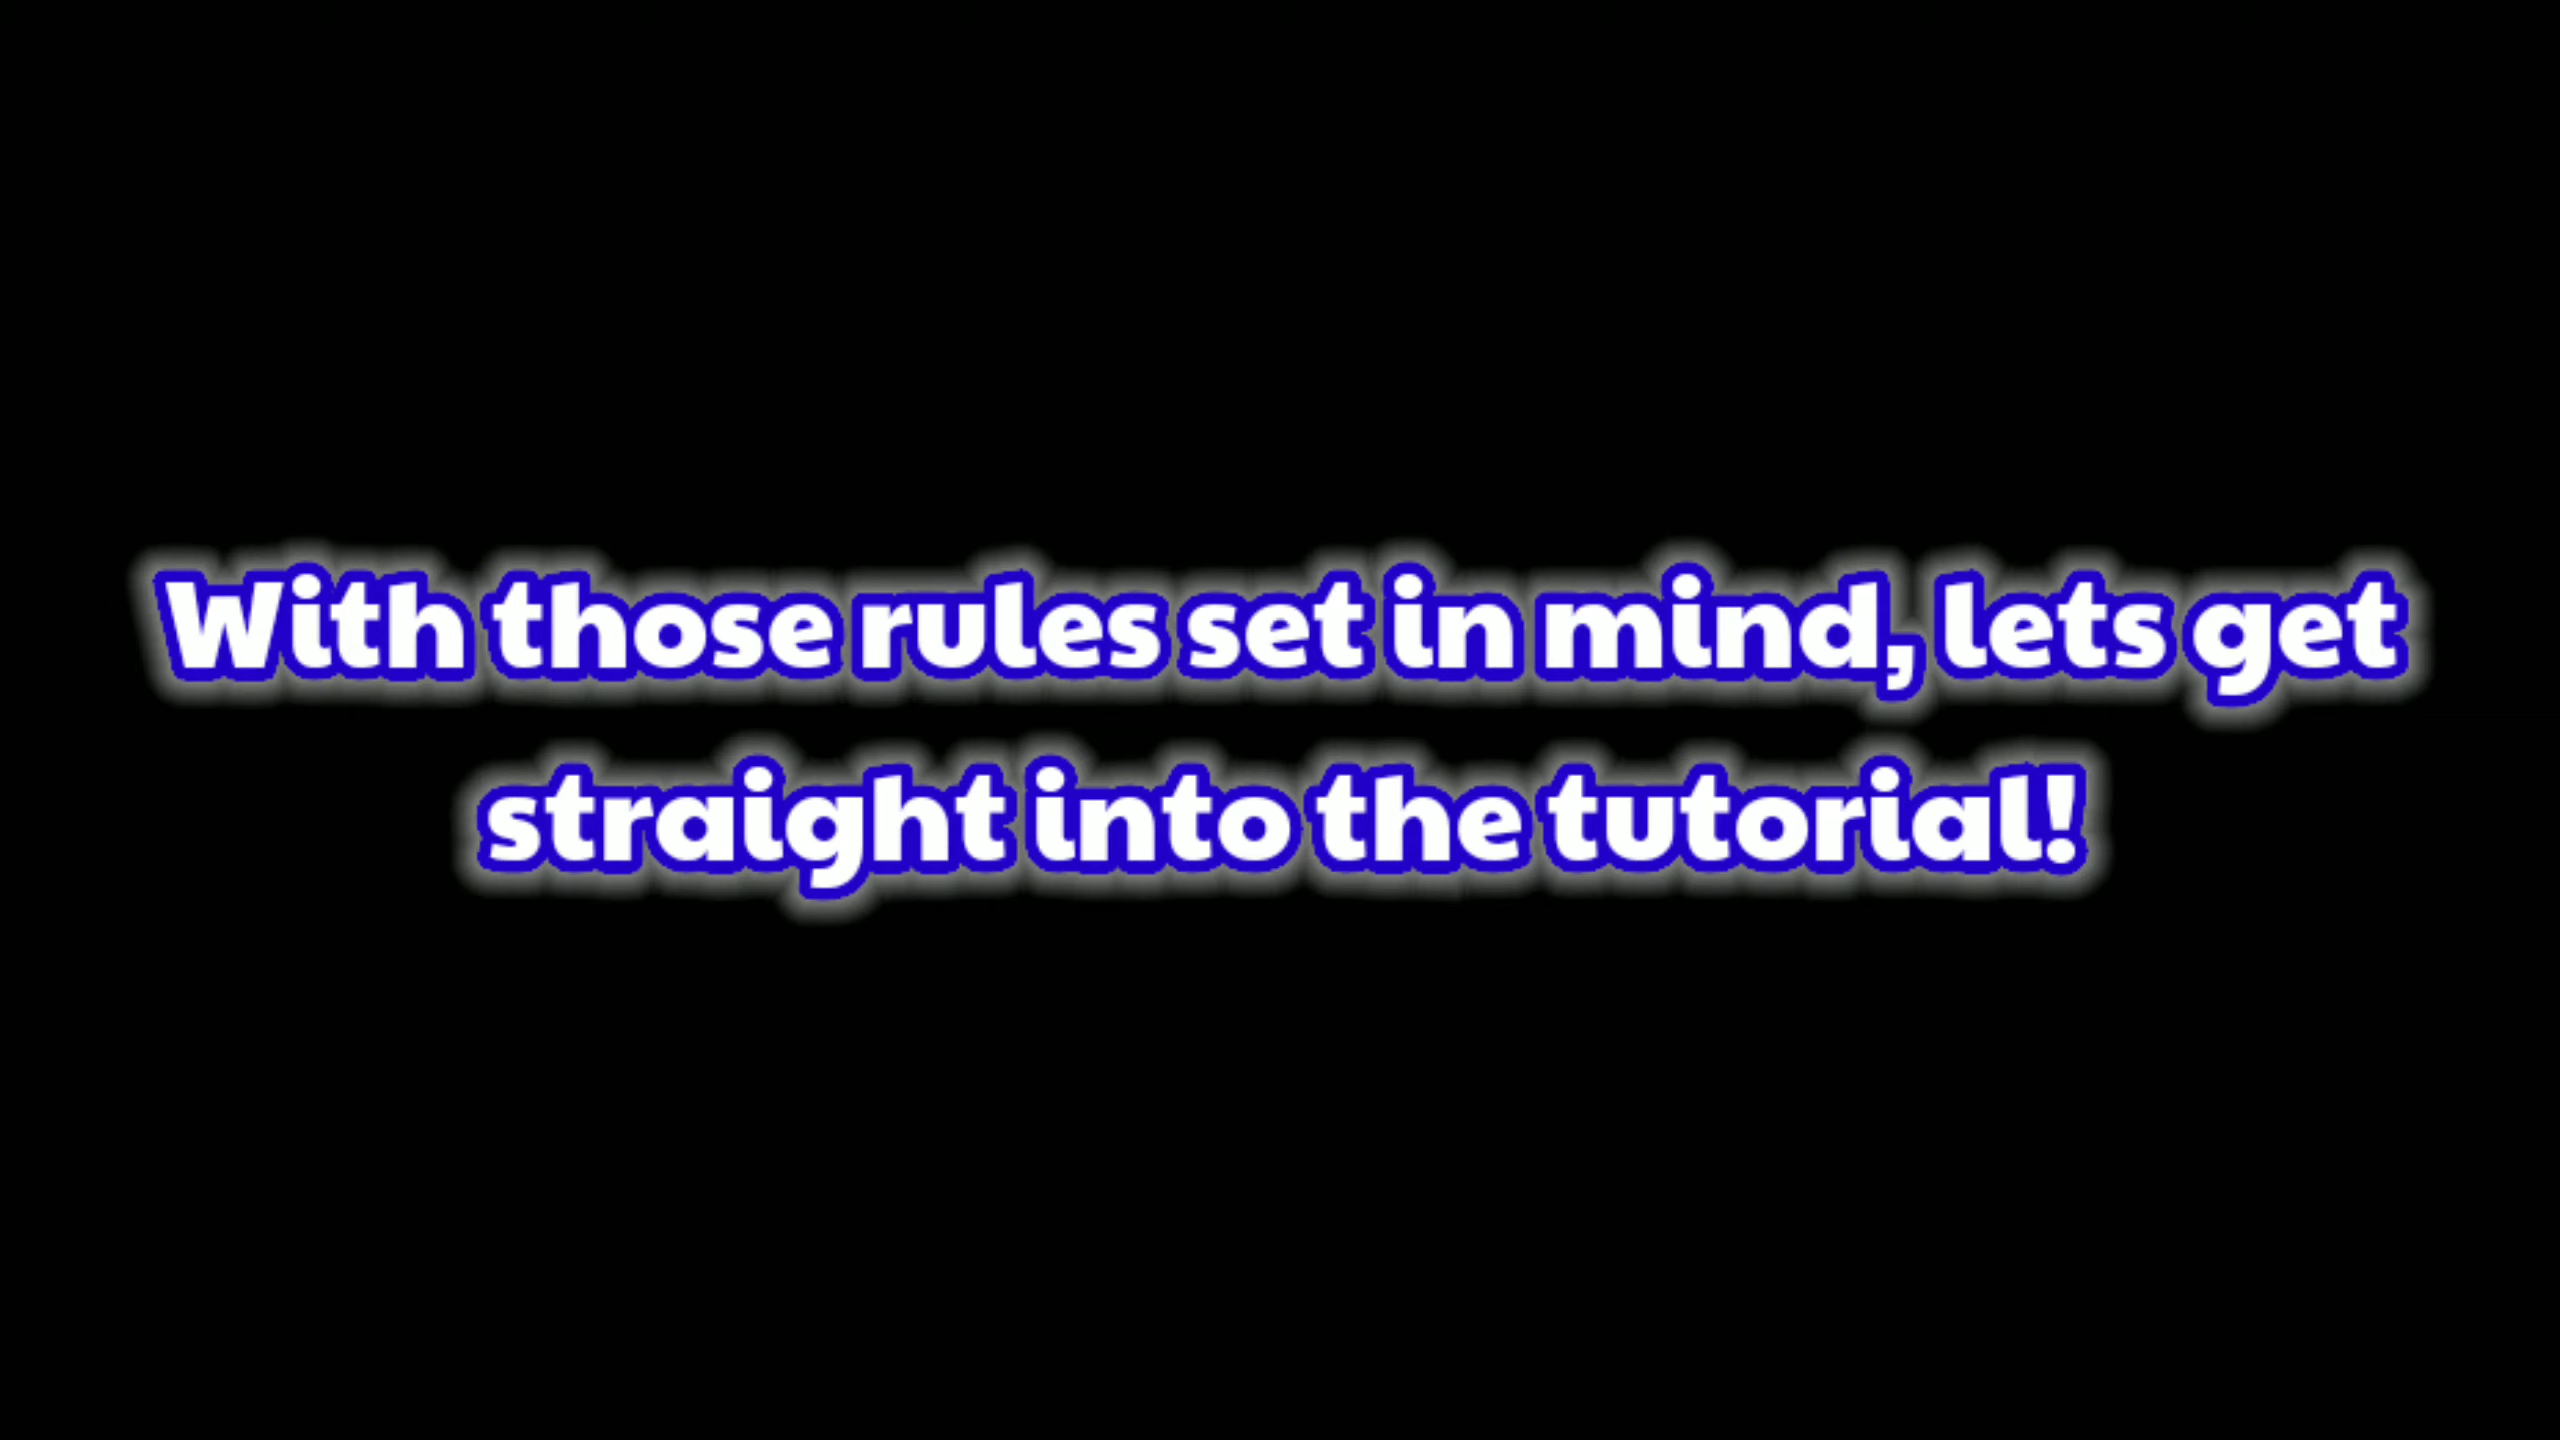 With those rules set in mind, lets get
straight into the tutorial!